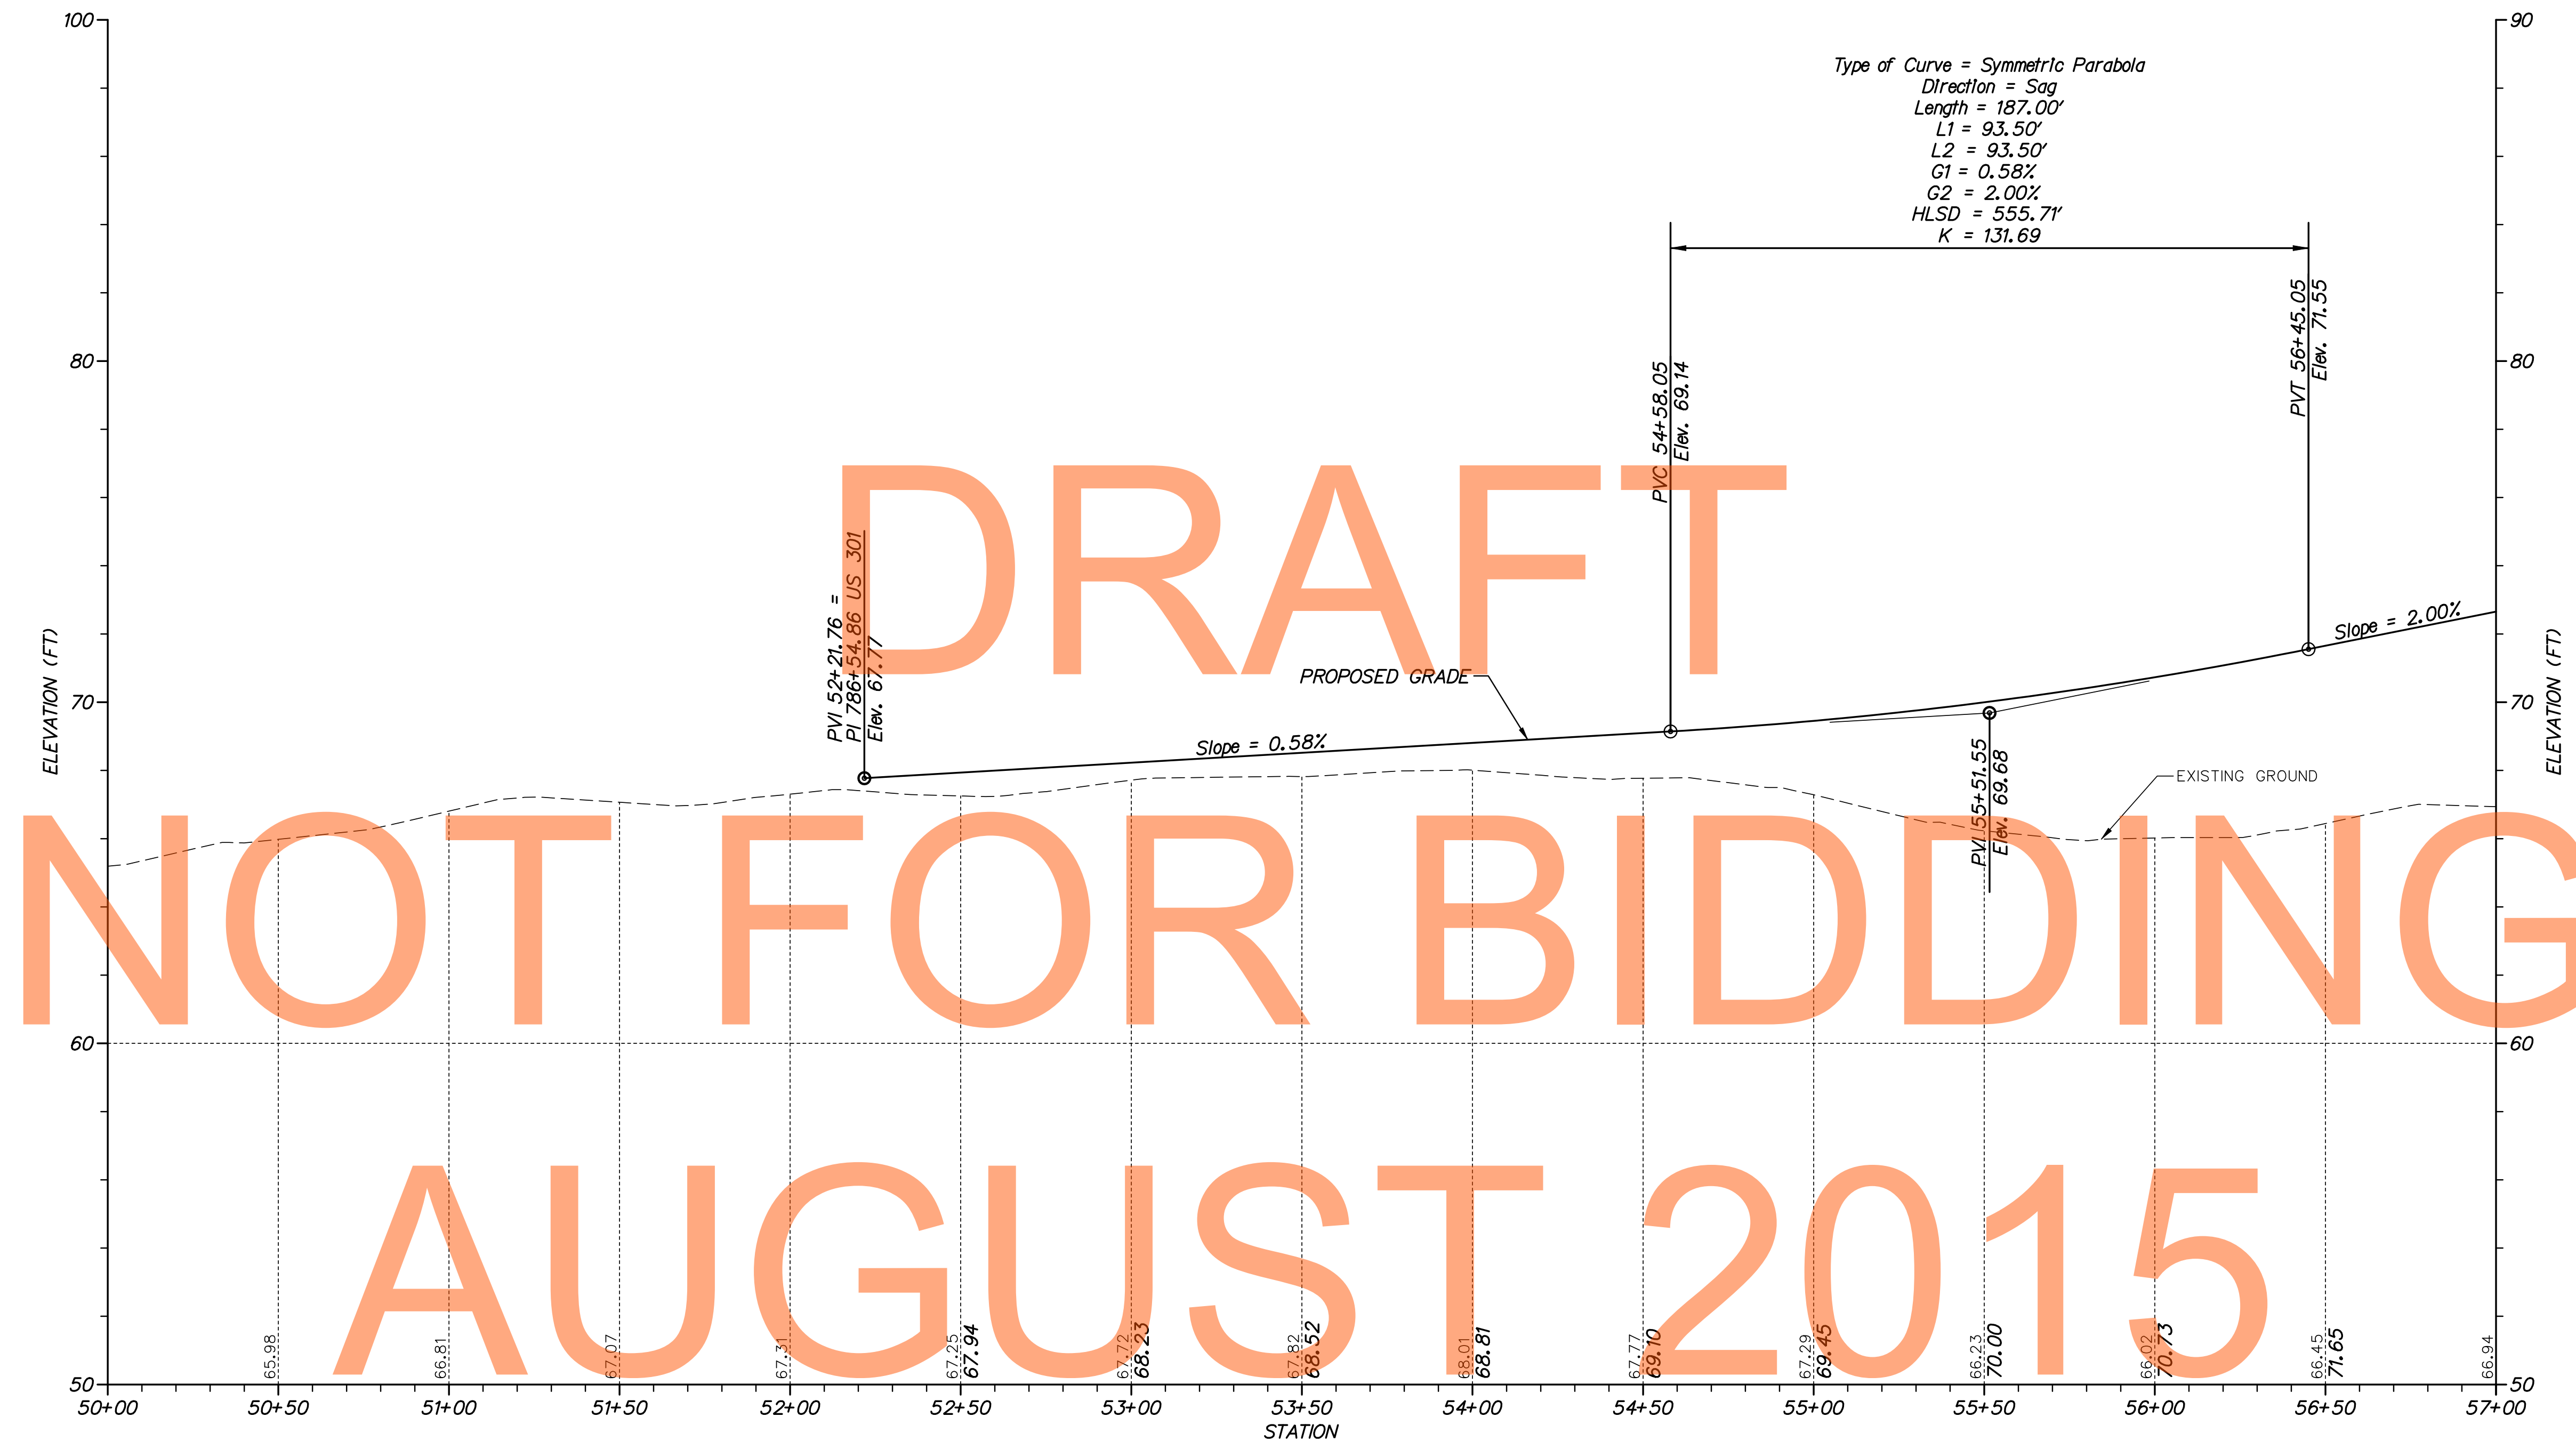 100
90
Type of Curve = Symmetric Parabola
Direction = Sag
Length = 187.00'
L1 = 93.50'
L2 = 93.50'
G1 = 0.58%
G2 = 2.00%
HLSD = 555.71'
K = 131.69
PVC 54+58.05
Elev. 69.14
PVT 56+45.05
Elev. 71.55
80
80
DRAFT
PVI 52+21.76 =
PI 786+54.86 US 301
Elev. 67.77
Slope = 2.00%
PROPOSED GRADE
ELEVATION (FT)
ELEVATION (FT)
70
70
Slope = 0.58%
PVI 55+51.55
Elev. 69.68
EXISTING GROUND
NOT FOR BIDDING
60
60
AUGUST 2015
65.98
66.81
67.07
67.31
67.25
67.94
67.72
68.23
67.82
68.52
68.01
68.81
67.77
69.10
67.29
69.45
66.23
70.00
66.02
70.73
66.45
71.65
66.94
50
50
50+00 50+50 51+00 51+50 52+00 52+50 53+00 53+50 54+00 54+50 55+00 55+50 56+00 56+50 57+00
STATION